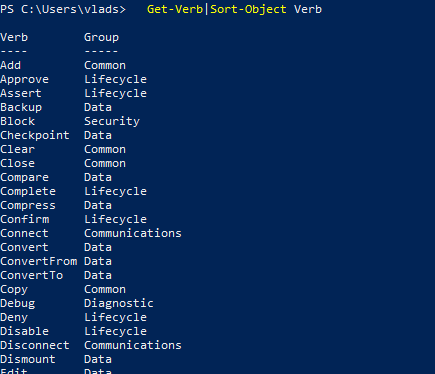 PS C:\Users\vlads>   Get-Verb|Sort-Object Verb
Verb        Group
----        -----
Add         Common
Approve     Lifecycle
Assert      Lifecycle
Backup      Data
Block       Security
Checkpoint  Data
Clear       Common
Close       Common
Compare     Data
Complete    Lifecycle
Compress    Data
Confirm     Lifecycle
Connect     Communications
Convert     Data
ConvertFrom Data
ConvertTo   Data
Copy        Common
Debug       Diagnostic
Deny        Lifecycle
Disable     Lifecycle
Disconnect  Communications
Dismount    Data
Edit        Data